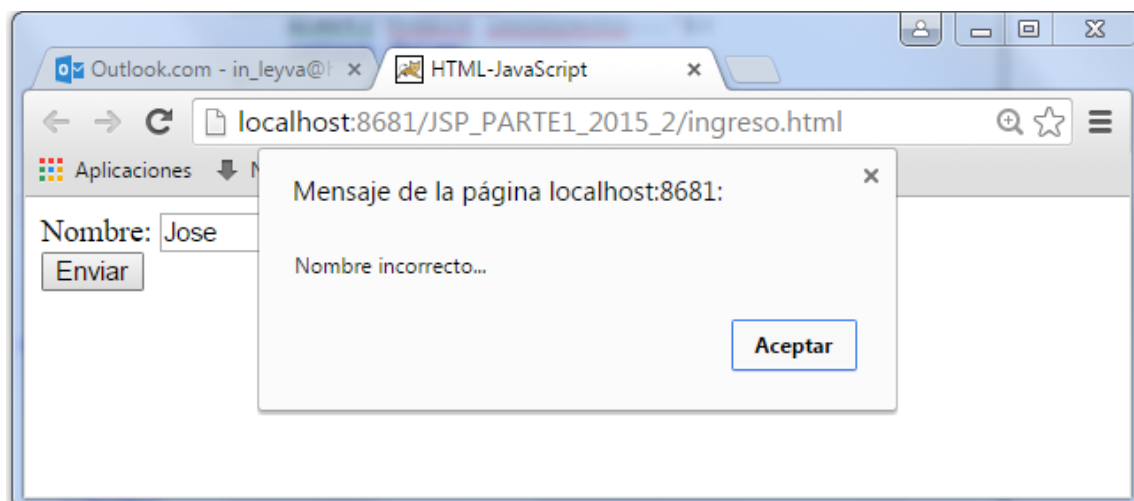 Outlook.com - in_leyva@
HTML-JavaScript
localhost:8681/JSP_PARTE1_2015_2/ingreso.html
Aplicaciones
Mensaje de la página localhost:8681:
Nombre: Jose
Nombre incorrecto...
Enviar
Aceptar